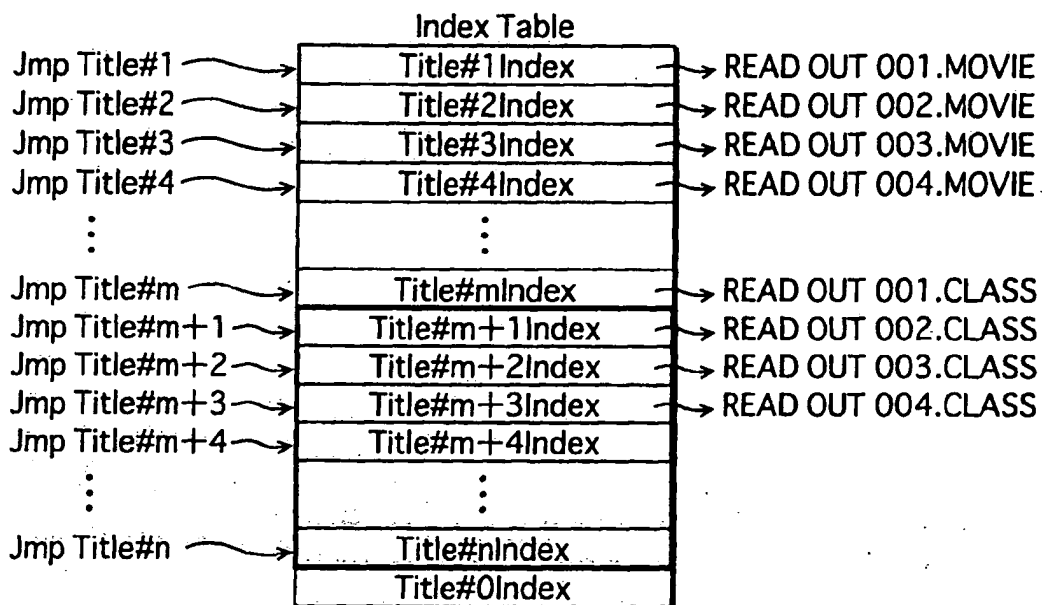 Index Table
Jmp Title#1 Title#1Index READ OUT 001.MOVIE
Jmp Title#2 Title#2Index READ OUT 002.MOVIE
Jmp Title#3 Title#3Index READ OUT 003.MOVIE
Jmp Title#4 Title#4Index READ OUT 004.MOVIE
Jmp Title#m Title#mIndex READ OUT 001.CLASS
Jmp Title#m+1 Title#m+1Index READ OUT 002.CLASS
Jmp Title#m+2 Title#m+2Index READ OUT 003.CLASS
Jmp Title#m+3 Title#m+3Index READ OUT 004.CLASS
Jmp Title#m+4 Title#m+4Index
Jmp Title#n Title#nIndex
Title#0Index